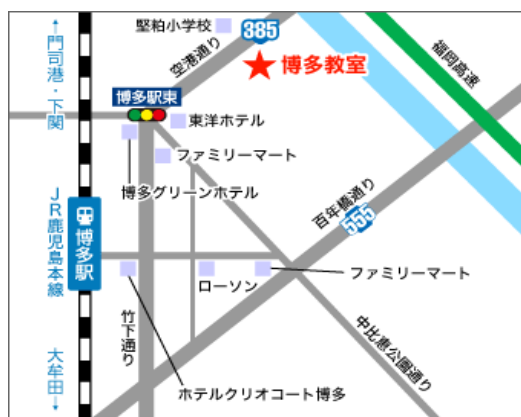 堅粕小学校
385
空港通り
博多教室
福岡高速
↑門司港・下関
博多駅東
東洋ホテル
ファミリーマート
博多グリーンホテル
百年橋通り
555
JR鹿児島本線
博多駅
ローソン
ファミリーマート
竹下通り
中比恵公園通り
大牟田↓
ホテルクリオコート博多